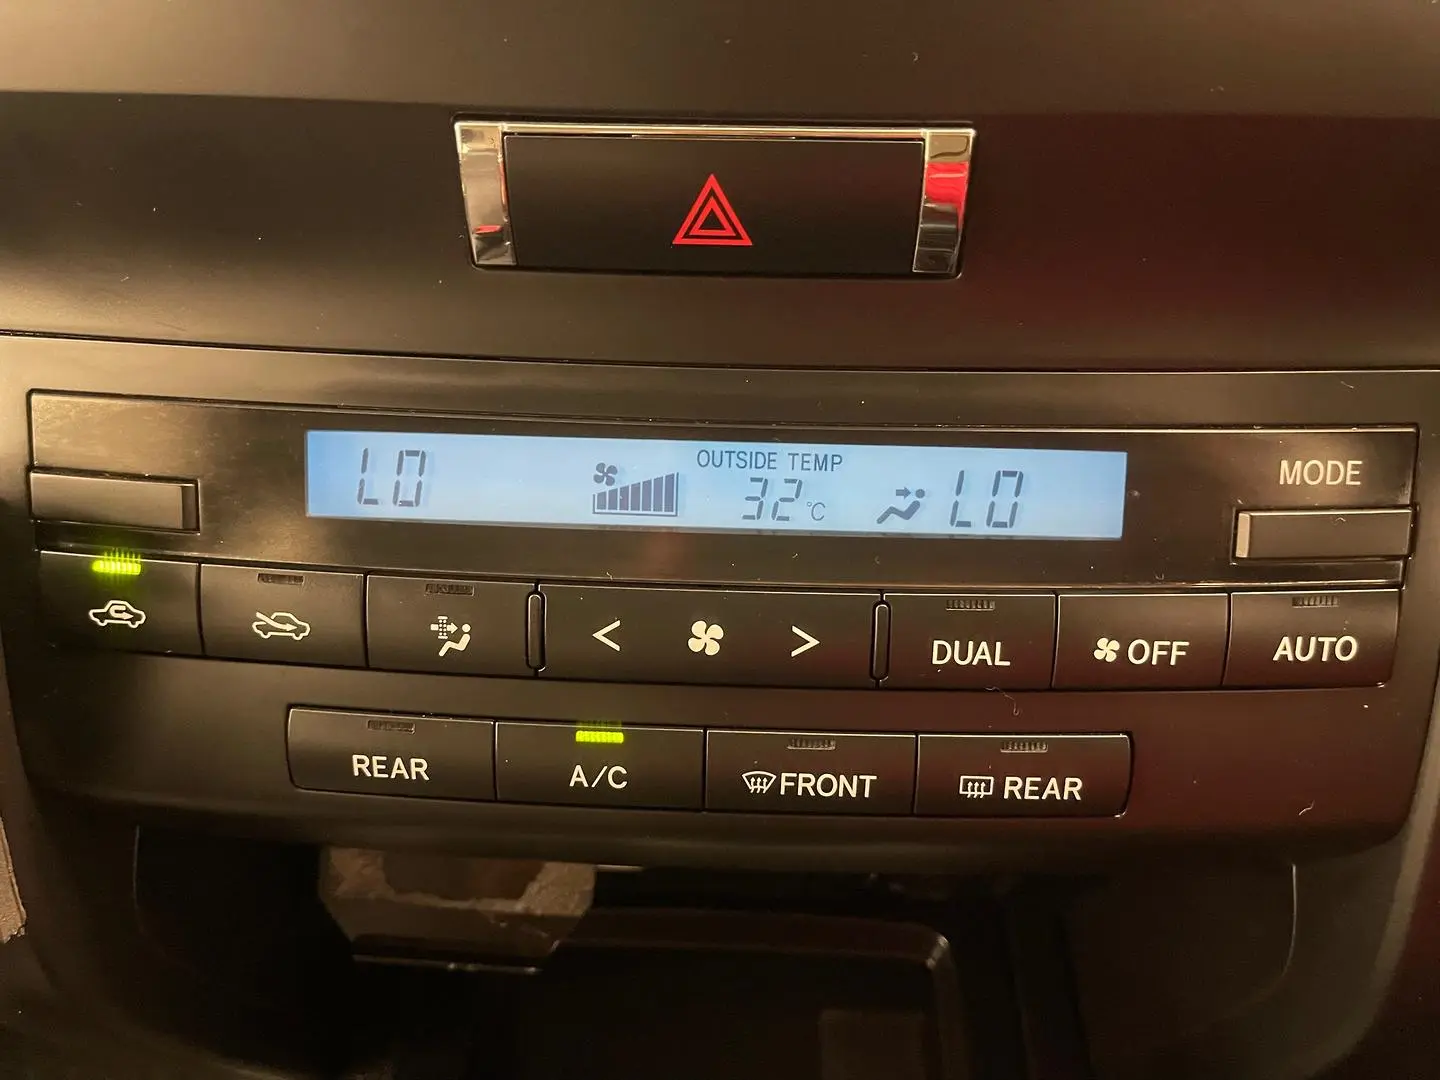 OUTSIDE TEMP
LO 32°C LO
MODE
< > DUAL OFF AUTO
REAR A/C FRONT REAR